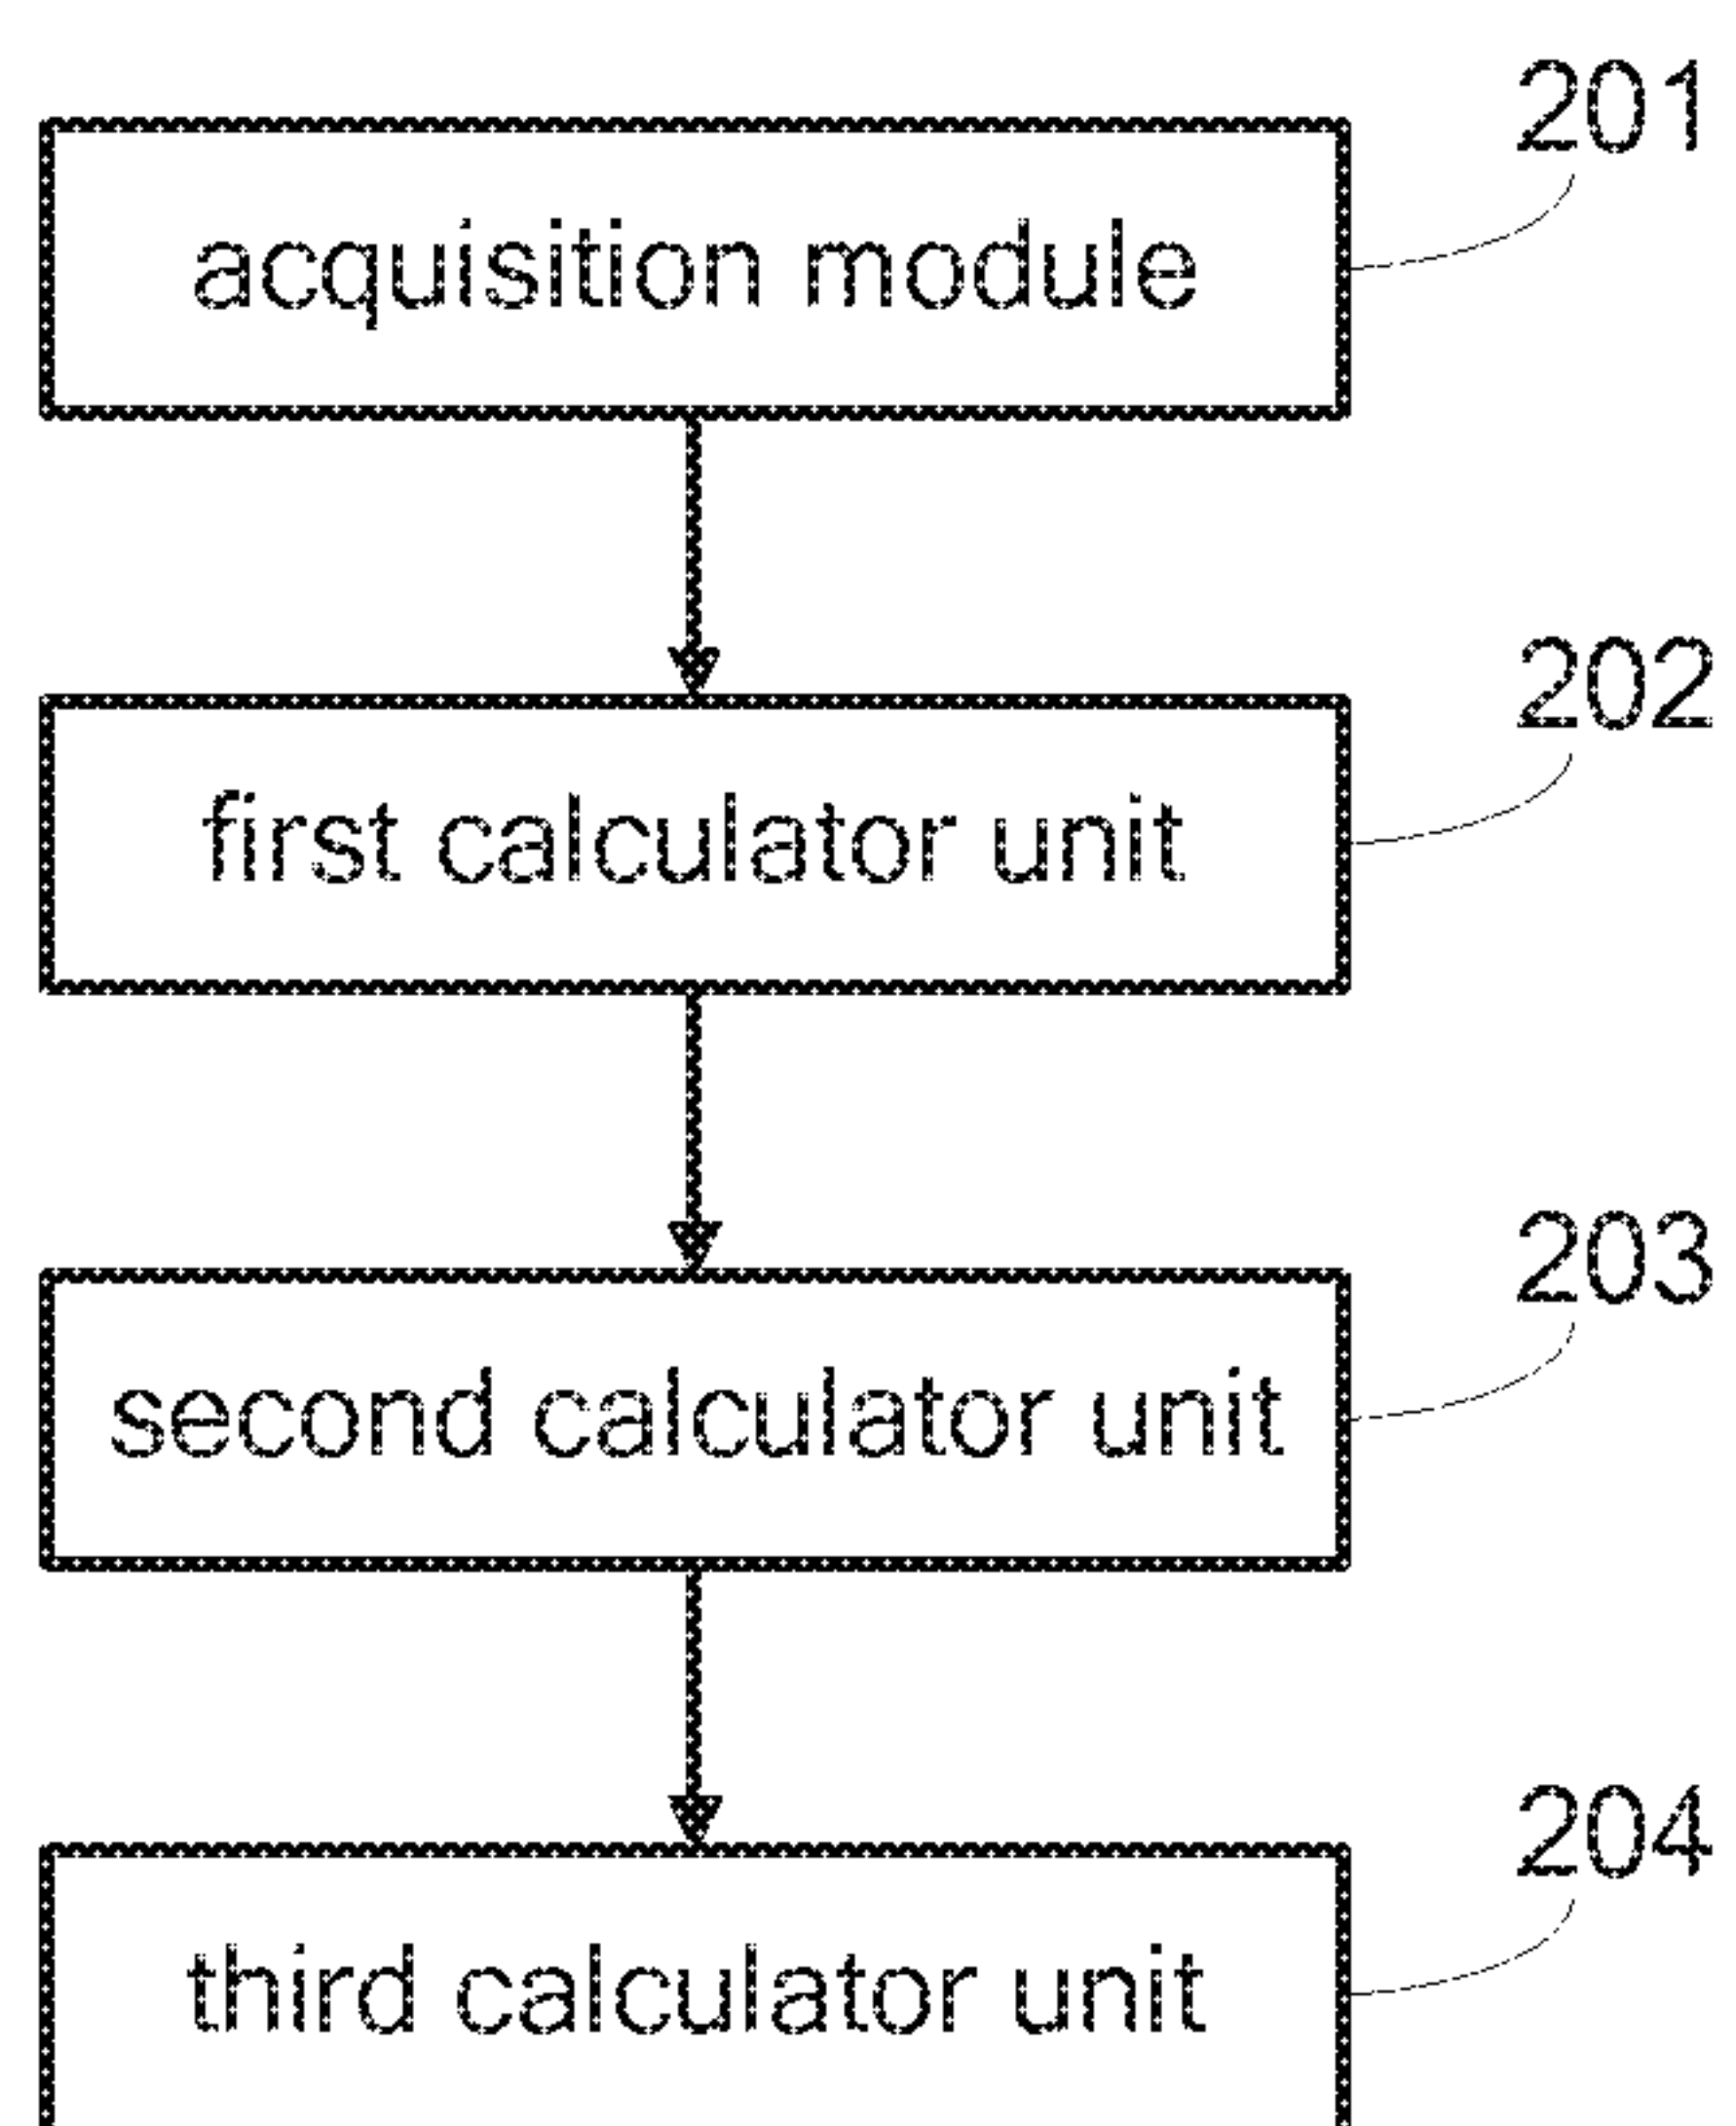 201
acquisition module
202
first calculator unit
203
second calculator unit
204
third calculator unit